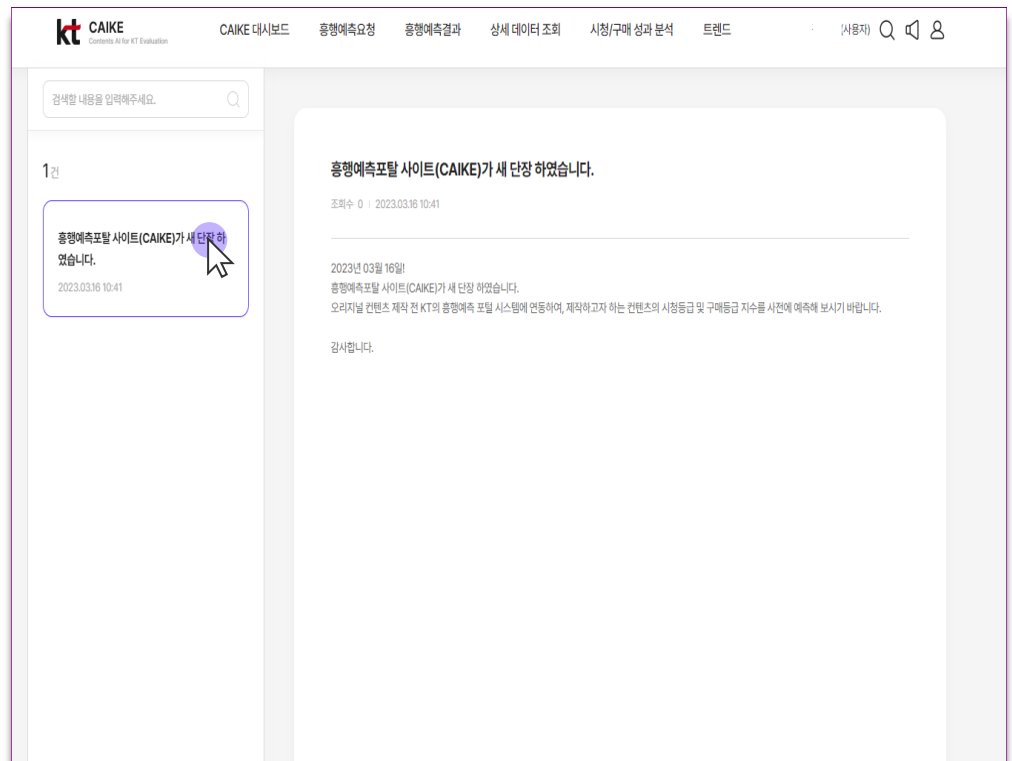 kt CAIKE
Contents AI for KT Evaluation
CAIKE 대시보드 흥행예측요청 흥행예측결과 상세 데이터 조회 시청/구매 성과 분석 트렌드 (사용자)
검색할 내용을 입력해주세요.
1건
흥행예측포탈 사이트(CAIKE)가 새 단장 하
였습니다.
2023.03.16 10:41
흥행예측포탈 사이트(CAIKE)가 새 단장 하였습니다.
조회수 0 | 2023.03.16 10:41
2023년 03월 16일!
흥행예측포탈 사이트(CAIKE)가 새 단장 하였습니다.
오리지널 컨텐츠 제작 전 KT의 흥행예측 포털 시스템에 연동하여, 제작하고자 하는 컨텐츠의 시청등급 및 구매등급 지수를 사전에 예측해 보시기 바랍니다.
감사합니다.